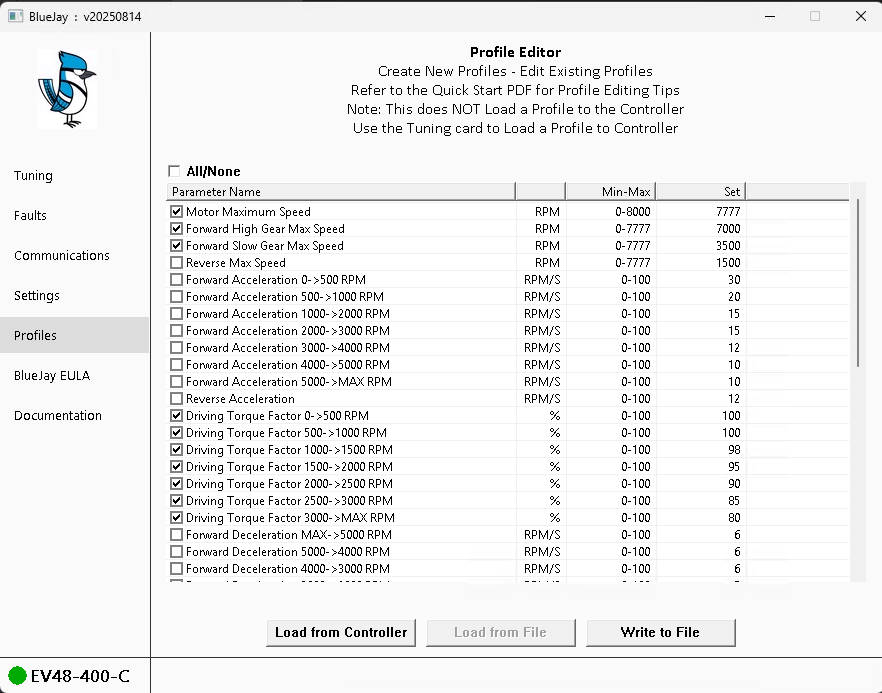 BlueJay : v20250814
Profile Editor
Create New Profiles - Edit Existing Profiles
Refer to the Quick Start PDF for Profile Editing Tips
Note: This does NOT Load a Profile to the Controller
Use the Tuning card to Load a Profile to Controller
Tuning
Faults
Communications
Settings
Profiles
BlueJay EULA
Documentation
All/None
Parameter Name Min-Max Set
Motor Maximum Speed RPM 0-8000 7777
Forward High Gear Max Speed RPM 0-7777 7000
Forward Slow Gear Max Speed RPM 0-7777 3500
Reverse Max Speed RPM 0-7777 1500
Forward Acceleration 0->500 RPM RPM/S 0-100 30
Forward Acceleration 500->1000 RPM RPM/S 0-100 20
Forward Acceleration 1000->2000 RPM RPM/S 0-100 15
Forward Acceleration 2000->3000 RPM RPM/S 0-100 15
Forward Acceleration 3000->4000 RPM RPM/S 0-100 12
Forward Acceleration 4000->5000 RPM RPM/S 0-100 10
Forward Acceleration 5000->MAX RPM RPM/S 0-100 10
Reverse Acceleration RPM/S 0-100 12
Driving Torque Factor 0->500 RPM % 0-100 100
Driving Torque Factor 500->1000 RPM % 0-100 100
Driving Torque Factor 1000->1500 RPM % 0-100 98
Driving Torque Factor 1500->2000 RPM % 0-100 95
Driving Torque Factor 2000->2500 RPM % 0-100 90
Driving Torque Factor 2500->3000 RPM % 0-100 85
Driving Torque Factor 3000->MAX RPM % 0-100 80
Forward Deceleration MAX->5000 RPM RPM/S 0-100 6
Forward Deceleration 5000->4000 RPM RPM/S 0-100 6
Forward Deceleration 4000->3000 RPM RPM/S 0-100 6
Load from Controller
Load from File
Write to File
EV48-400-C